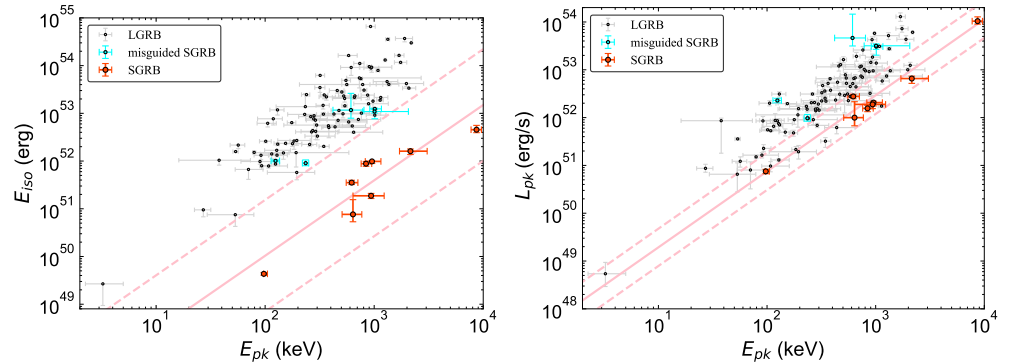 10^55
10^54
10^53
10^52
10^51
10^50
10^49
E_iso (erg)
LGRB
misguided SGRB
SGRB
10^1
10^2
10^3
10^4
E_pk (keV)
10^54
10^53
10^52
10^51
10^50
10^49
10^48
L_pk (erg/s)
LGRB
misguided SGRB
SGRB
10^1
10^2
10^3
10^4
E_pk (keV)